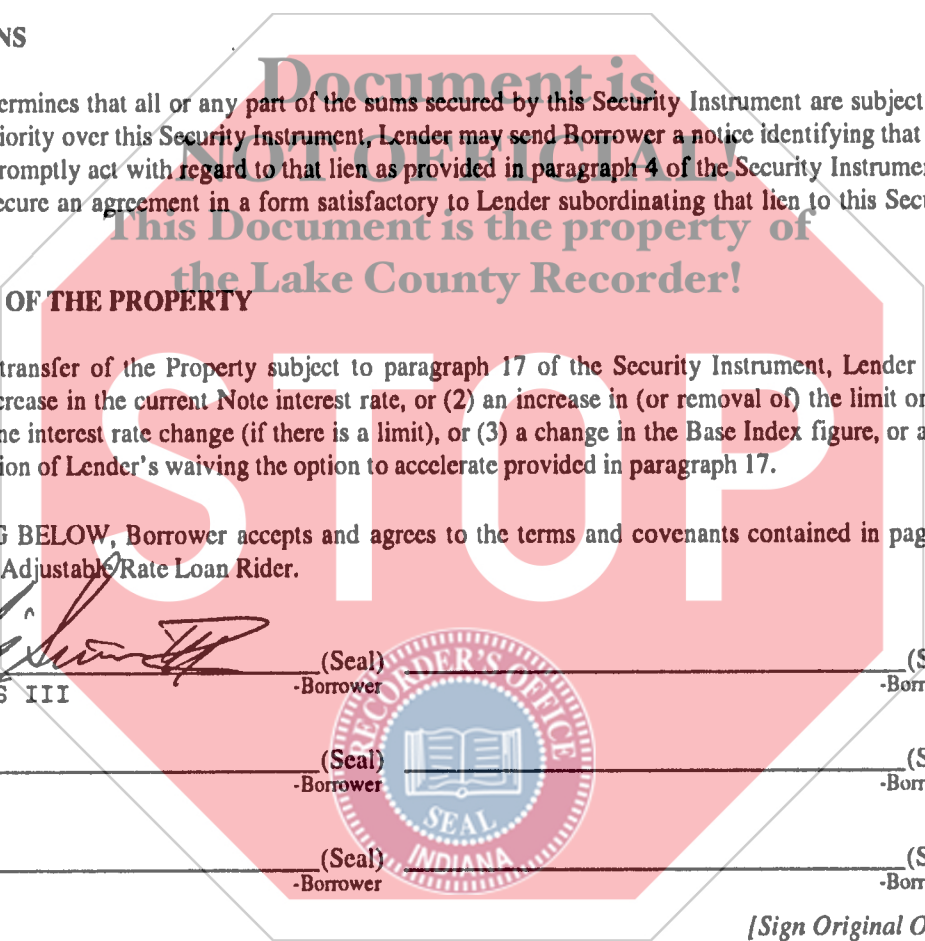 NS
Document is
ermines that all or any part of the sums secured by this Security Instrument are subject
iority over this Security Instrument, Lender may send Borrower a notice identifying that
NOT OFFICIAL!
romptly act with regard to that lien as provided in paragraph 4 of the Security Instrume
ecure an agreement in a form satisfactory to Lender subordinating that lien to this Secu
This Document is the property of
the Lake County Recorder!
OF THE PROPERTY
transfer of the Property subject to paragraph 17 of the Security Instrument, Lender
crease in the current Note interest rate, or (2) an increase in (or removal of) the limit or
ne interest rate change (if there is a limit), or (3) a change in the Base Index figure, or a
ion of Lender's waiving the option to accelerate provided in paragraph 17.
STOP
G BELOW, Borrower accepts and agrees to the terms and covenants contained in pag
Adjustable Rate Loan Rider.
(Seal) (S
S III -Borrower -Borr
RECORDER'S OFFICE
(Seal) (S
-Borrower -Borr
SEAL
INDIANA
(Seal) (S
-Borrower -Borr
[Sign Original O